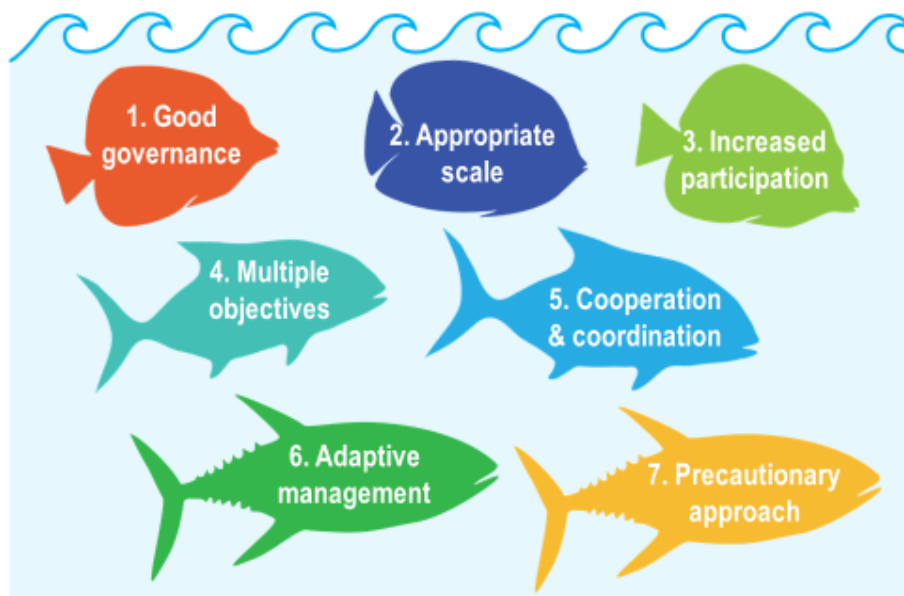 1. Good
governance
2. Appropriate
scale
3. Increased
participation
4. Multiple
objectives
5. Cooperation
& coordination
6. Adaptive
management
7. Precautionary
approach